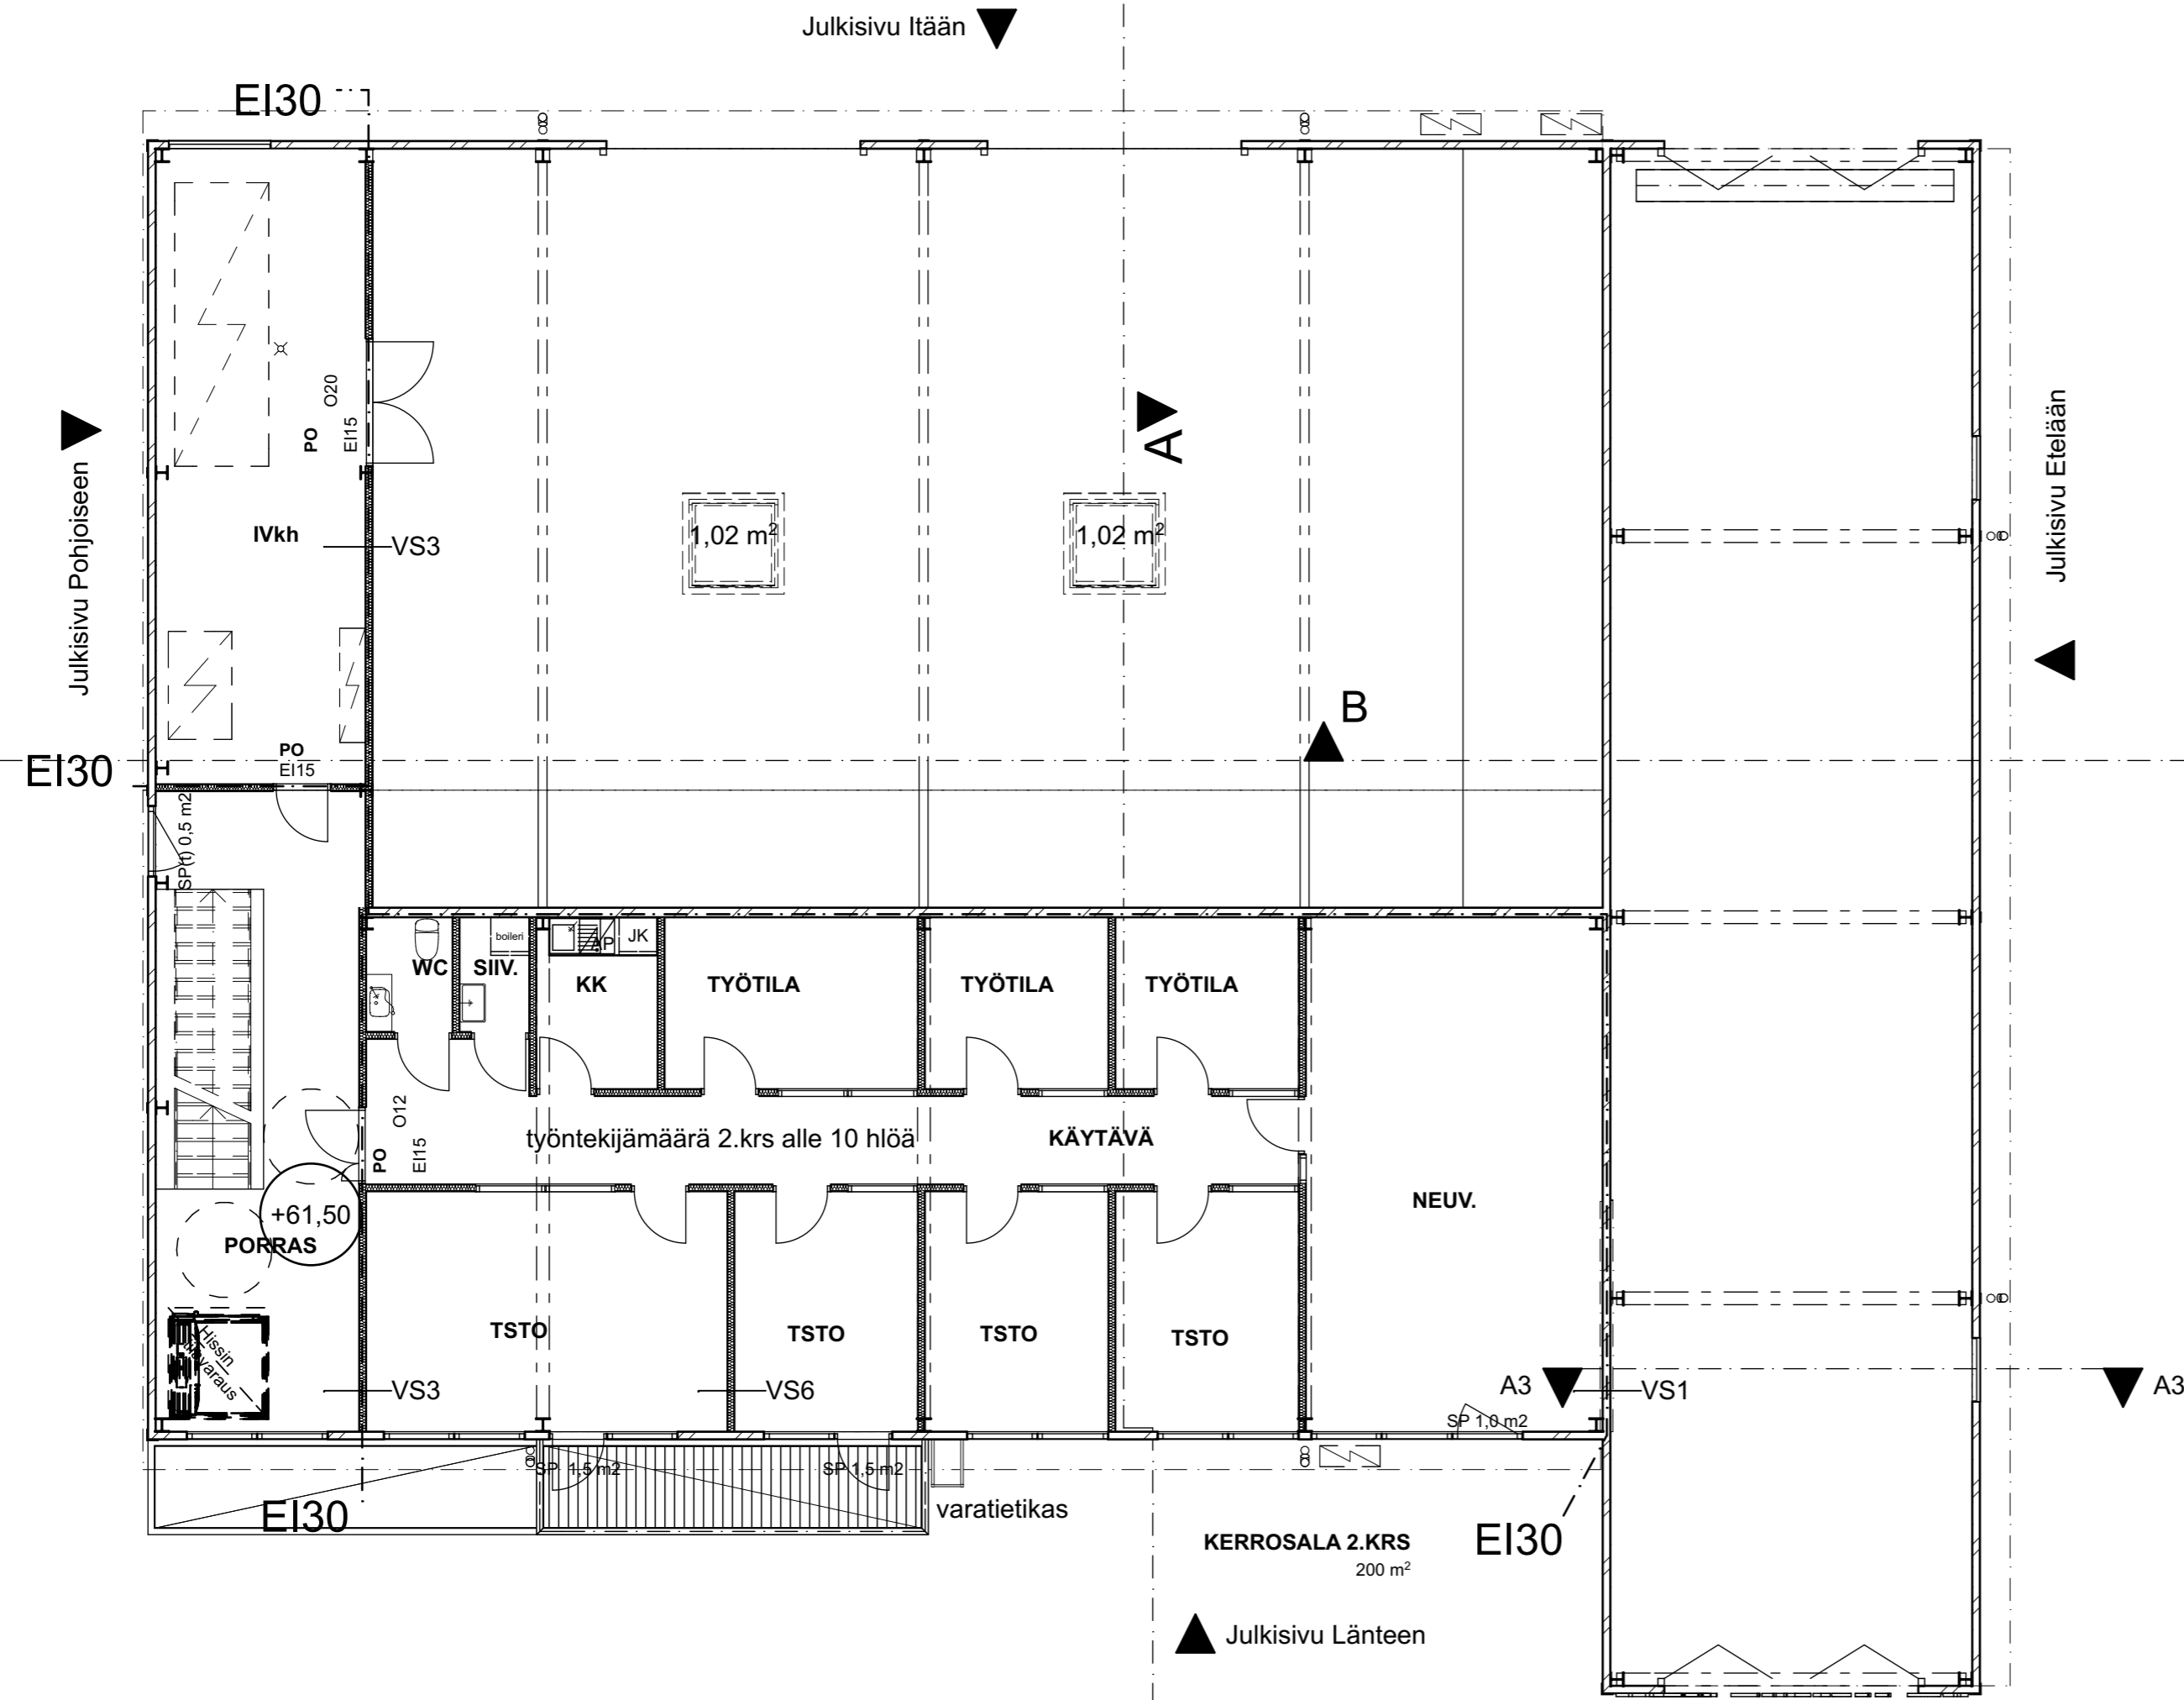 Julkisivu Itään
EI30
Julkisivu Pohjoiseen
Julkisivu Etelään
O20
PO
EI15
A
IVkh
VS3
1,02 m²
1,02 m²
B
PO
EI15
EI30
SP(t) 0,5 m2
boileri
AP
JK
WC
SIIV.
KK
TYÖTILA
TYÖTILA
TYÖTILA
O12
PO
EI15
työntekijämäärä 2.krs alle 10 hlöä
KÄYTÄVÄ
NEUV.
+61,50
PORRAS
TSTO
TSTO
TSTO
TSTO
Hissin
VS3
VS6
A3
VS1
A3
SP 1,0 m2
SP 1,5 m2
SP 1,5 m2
EI30
varatietikas
KERROSALA 2.KRS
200 m²
EI30
Julkisivu Länteen